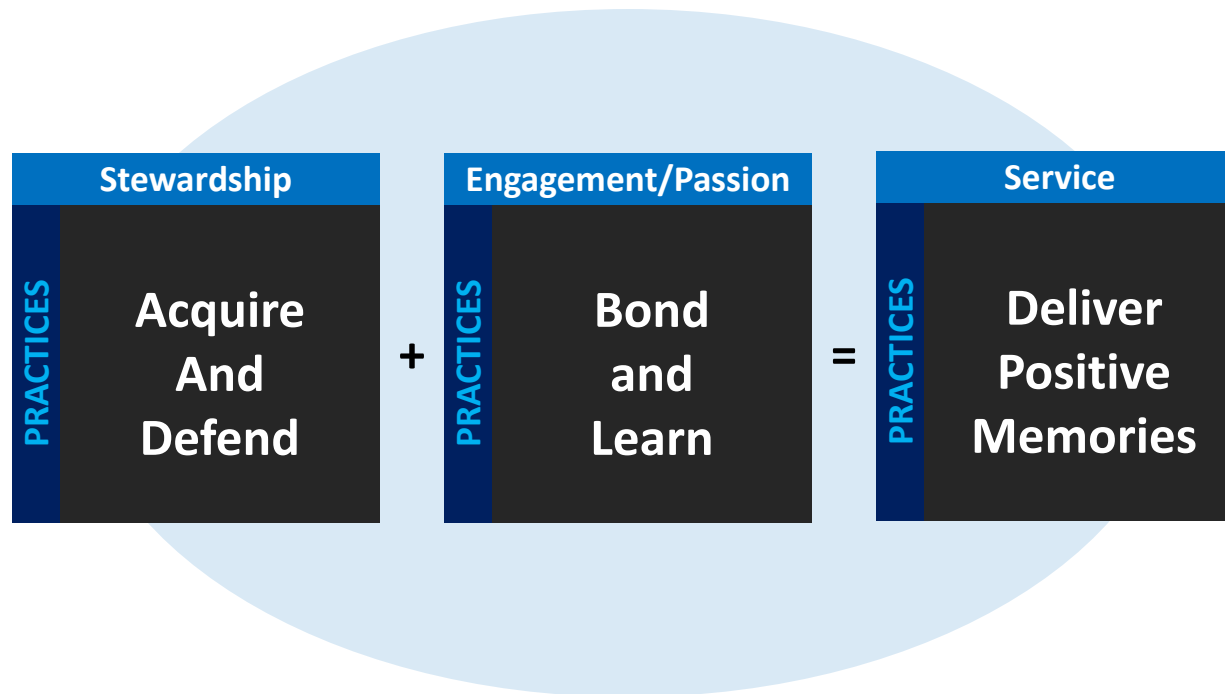 Stewardship
PRACTICES
Acquire
And
Defend
+
Engagement/Passion
PRACTICES
Bond
and
Learn
=
Service
PRACTICES
Deliver
Positive
Memories